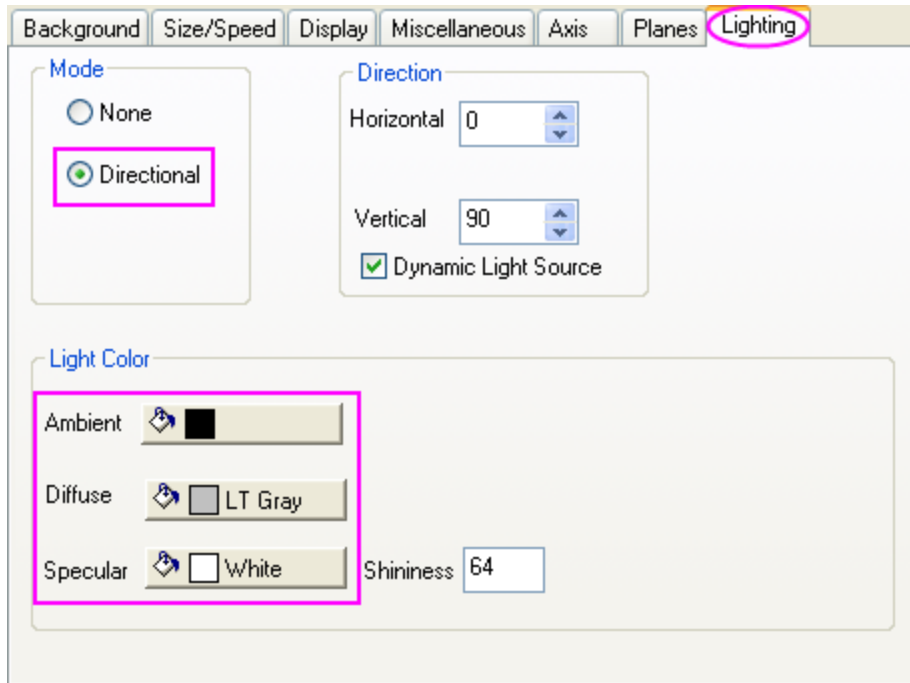 Background Size/Speed Display Miscellaneous Axis Planes Lighting
Mode
None
Directional
Direction
Horizontal 0
Vertical 90
Dynamic Light Source
Light Color
Ambient
Diffuse LT Gray
Specular White Shininess 64